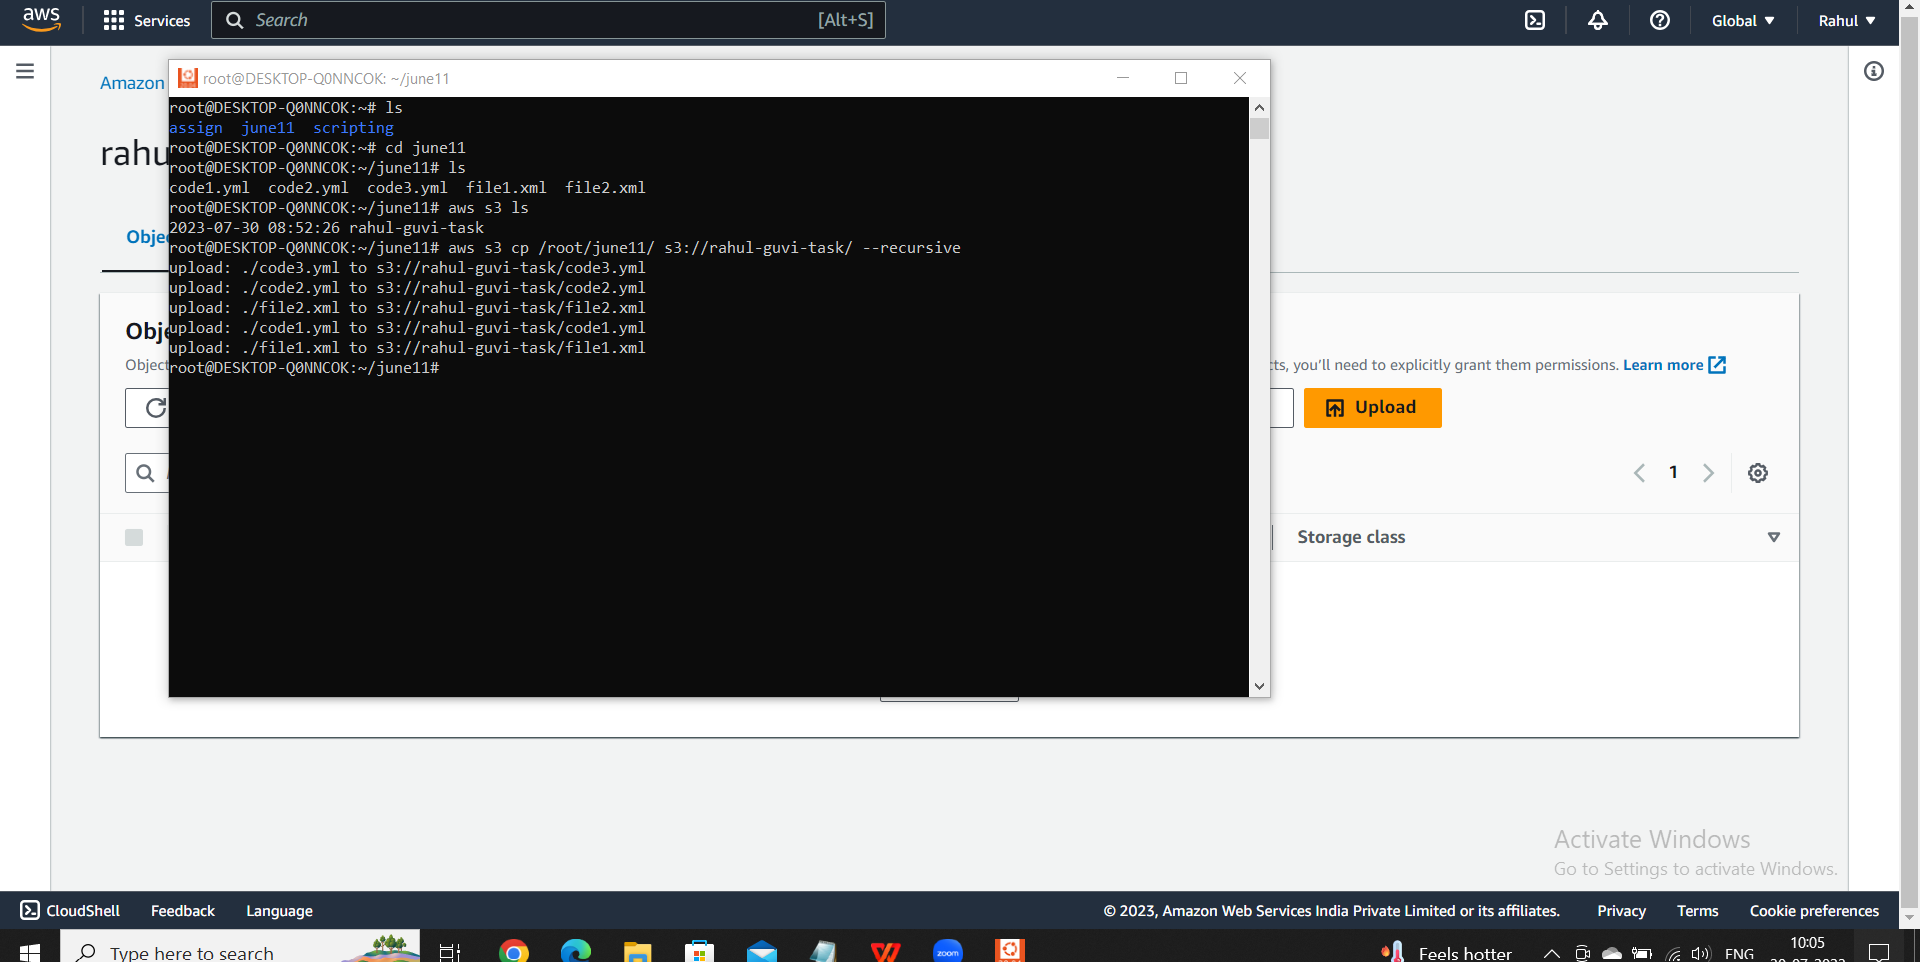 aws Services Search [Alt+S] Global ▼ Rahul ▼
Amazon
rahu
Obje
root@DESKTOP-Q0NNCOK: ~/june11
root@DESKTOP-Q0NNCOK:~# ls
assign june11 scripting
root@DESKTOP-Q0NNCOK:~# cd june11
root@DESKTOP-Q0NNCOK:~/june11# ls
code1.yml code2.yml code3.yml file1.xml file2.xml
root@DESKTOP-Q0NNCOK:~/june11# aws s3 ls
2023-07-30 08:52:26 rahul-guvi-task
root@DESKTOP-Q0NNCOK:~/june11# aws s3 cp /root/june11/ s3://rahul-guvi-task/ --recursive
upload: ./code3.yml to s3://rahul-guvi-task/code3.yml
upload: ./code2.yml to s3://rahul-guvi-task/code2.yml
upload: ./file2.xml to s3://rahul-guvi-task/file2.xml
upload: ./code1.yml to s3://rahul-guvi-task/code1.yml
upload: ./file1.xml to s3://rahul-guvi-task/file1.xml
root@DESKTOP-Q0NNCOK:~/june11#
Obje
Object
cts, you'll need to explicitly grant them permissions. Learn more
Upload
1
Storage class
Activate Windows
Go to Settings to activate Windows.
CloudShell Feedback Language © 2023, Amazon Web Services India Private Limited or its affiliates. Privacy Terms Cookie preferences
Type here to search zoom Feels hotter ENG 10:05